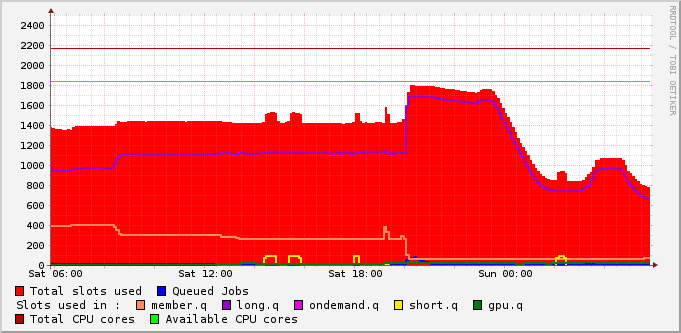 2400
2200
2000
1800
1600
1400
1200
1000
800
600
400
200
0
Sat 06:00 Sat 12:00 Sat 18:00 Sun 00:00
Total slots used Queued Jobs
Slots used in : member.q long.q ondemand.q short.q gpu.q
Total CPU cores Available CPU cores
RRDTOOL / TOBI OETIKER